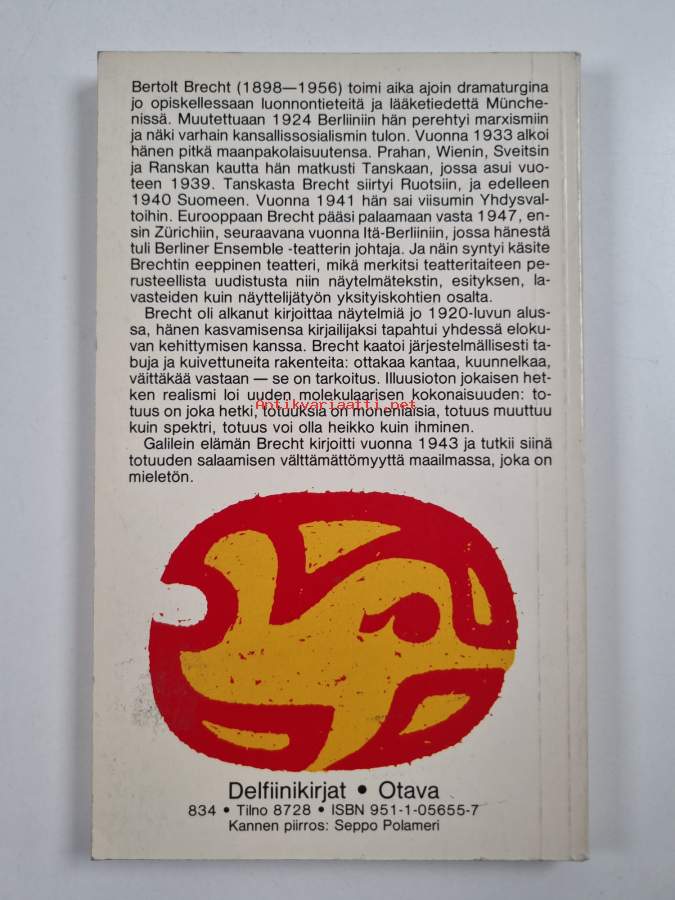 Bertolt Brecht (1898—1956) toimi aika ajoin dramaturgina
jo opiskellessaan luonnontieteitä ja lääketiedettä Münche-
nissä. Muutettuaan 1924 Berliiniin hän perehtyi marxismiin
ja näki varhain kansallissosialismin tulon. Vuonna 1933 alkoi
hänen pitkä maanpakolaisuutensa. Prahan, Wienin, Sveitsin
ja Ranskan kautta hän matkusti Tanskaan, jossa asui vuo-
teen 1939. Tanskasta Brecht siirtyi Ruotsiin, ja edelleen
1940 Suomeen. Vuonna 1941 hän sai viisumin Yhdysval-
toihin. Eurooppaan Brecht pääsi palaamaan vasta 1947, en-
sin Zürichiin, seuraavana vuonna Itä-Berliiniin, jossa hänestä
tuli Berliner Ensemble -teatterin johtaja. Ja näin syntyi käsite
Brechtin eeppinen teatteri, mikä merkitsi teatteritaiteen pe-
rusteellista uudistusta niin näytelmätekstin, esityksen, la-
vasteiden kuin näyttelijätyön yksityiskohtien osalta.
Brecht oli alkanut kirjoittaa näytelmiä jo 1920-luvun alus-
sa, hänen kasvamisensa kirjailijaksi tapahtui yhdessä eloku-
van kehittymisen kanssa. Brecht kaatoi järjestelmällisesti ta-
buja ja kuivettuneita rakenteita: ottakaa kantaa, kuunnelkaa,
väittäkää vastaan — se on tarkoitus. Illuusioton jokaisen het-
ken realismi loi uuden molekulaarisen kokonaisuuden: to-
tuus on joka hetki, totuuksia on moneniaisia, totuus muuttuu
Antikvariaatti.net
kuin spektri, totuus voi olla heikko kuin ihminen.
Galilein elämän Brecht kirjoitti vuonna 1943 ja tutkii siinä
totuuden salaamisen välttämättömyyttä maailmassa, joka on
mieletön.
Delfiinikirjat • Otava
834 • Tilno 8728 • ISBN 951-1-05655-7
Kannen piirros: Seppo Polameri